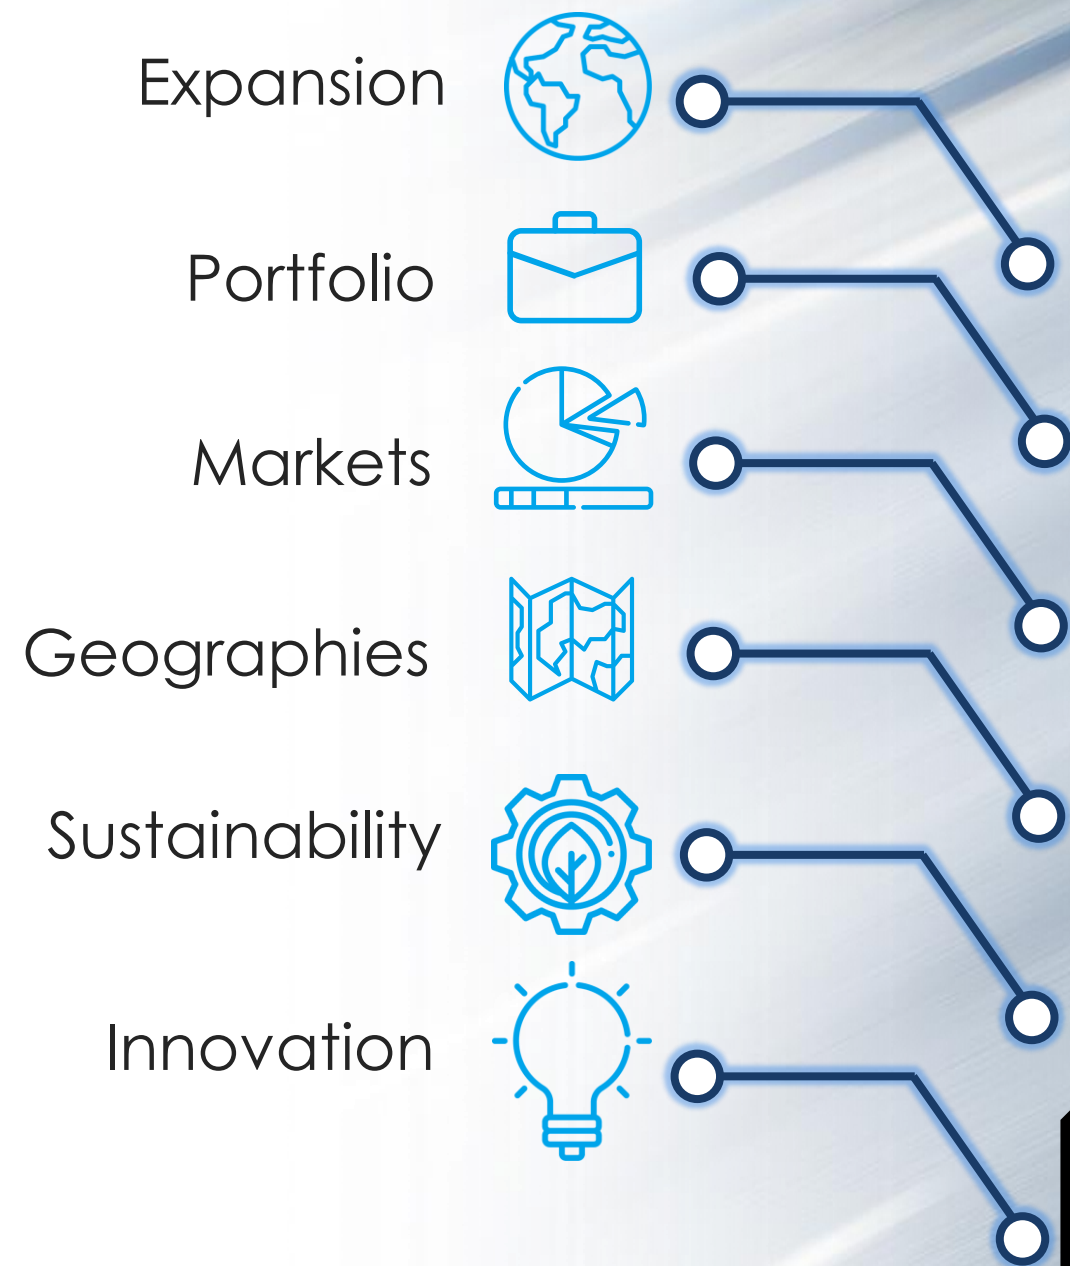 Expansion
Portfolio
Markets
Geographies
Sustainability
Innovation